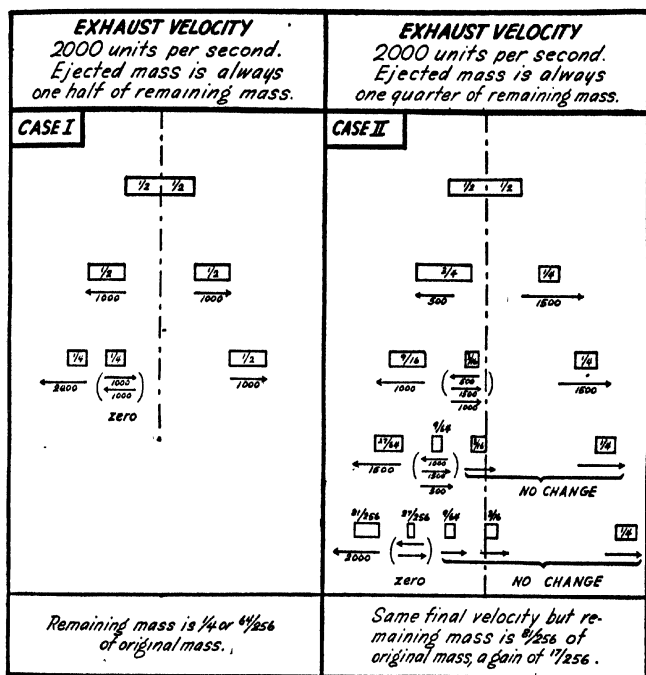 EXHAUST VELOCITY
2000 units per second.
Ejected mass is always
one half of remaining mass.
CASE I
1/2 1/2
1/2 1/2
1000 1000
1/4 1/4 1/2
2000 1000 1000
1000
zero
Remaining mass is 1/4 or 64/256
of original mass.
EXHAUST VELOCITY
2000 units per second.
Ejected mass is always
one quarter of remaining mass.
CASE II
1/2 1/2
3/4 1/4
500 1500
9/16 3/16 1/4
1000 500 1500
1500
1000
27/64 9/64 3/16 1/4
1500 1000
1500
500
NO CHANGE
81/256 27/256 9/64 3/16 1/4
2000
zero NO CHANGE
Same final velocity but re-
maining mass is 81/256 of
original mass, a gain of 17/256.